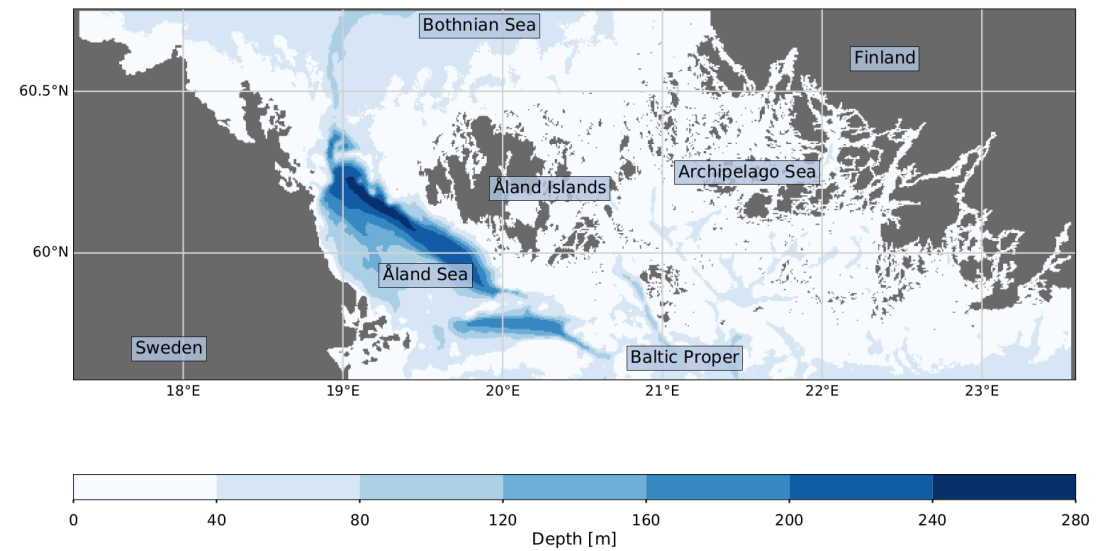 Bothnian Sea
Finland
60.5°N
Archipelago Sea
Åland Islands
60°N
Åland Sea
Sweden
Baltic Proper
18°E 19°E 20°E 21°E 22°E 23°E
0 40 80 120 160 200 240 280
Depth [m]